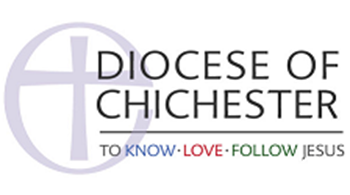 DIOCESE OF
CHICHESTER
TO KNOW·LOVE·FOLLOW JESUS